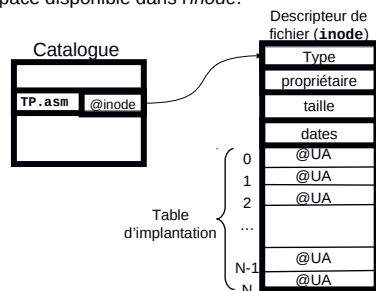 pace disponible dans l'inode.
Descripteur de
fichier (inode)
Catalogue
Type
TP.asm @inode
propriétaire
taille
dates
0 @UA
1 @UA
2 @UA
Table
d'implantation
...
N-1 @UA
N @UA